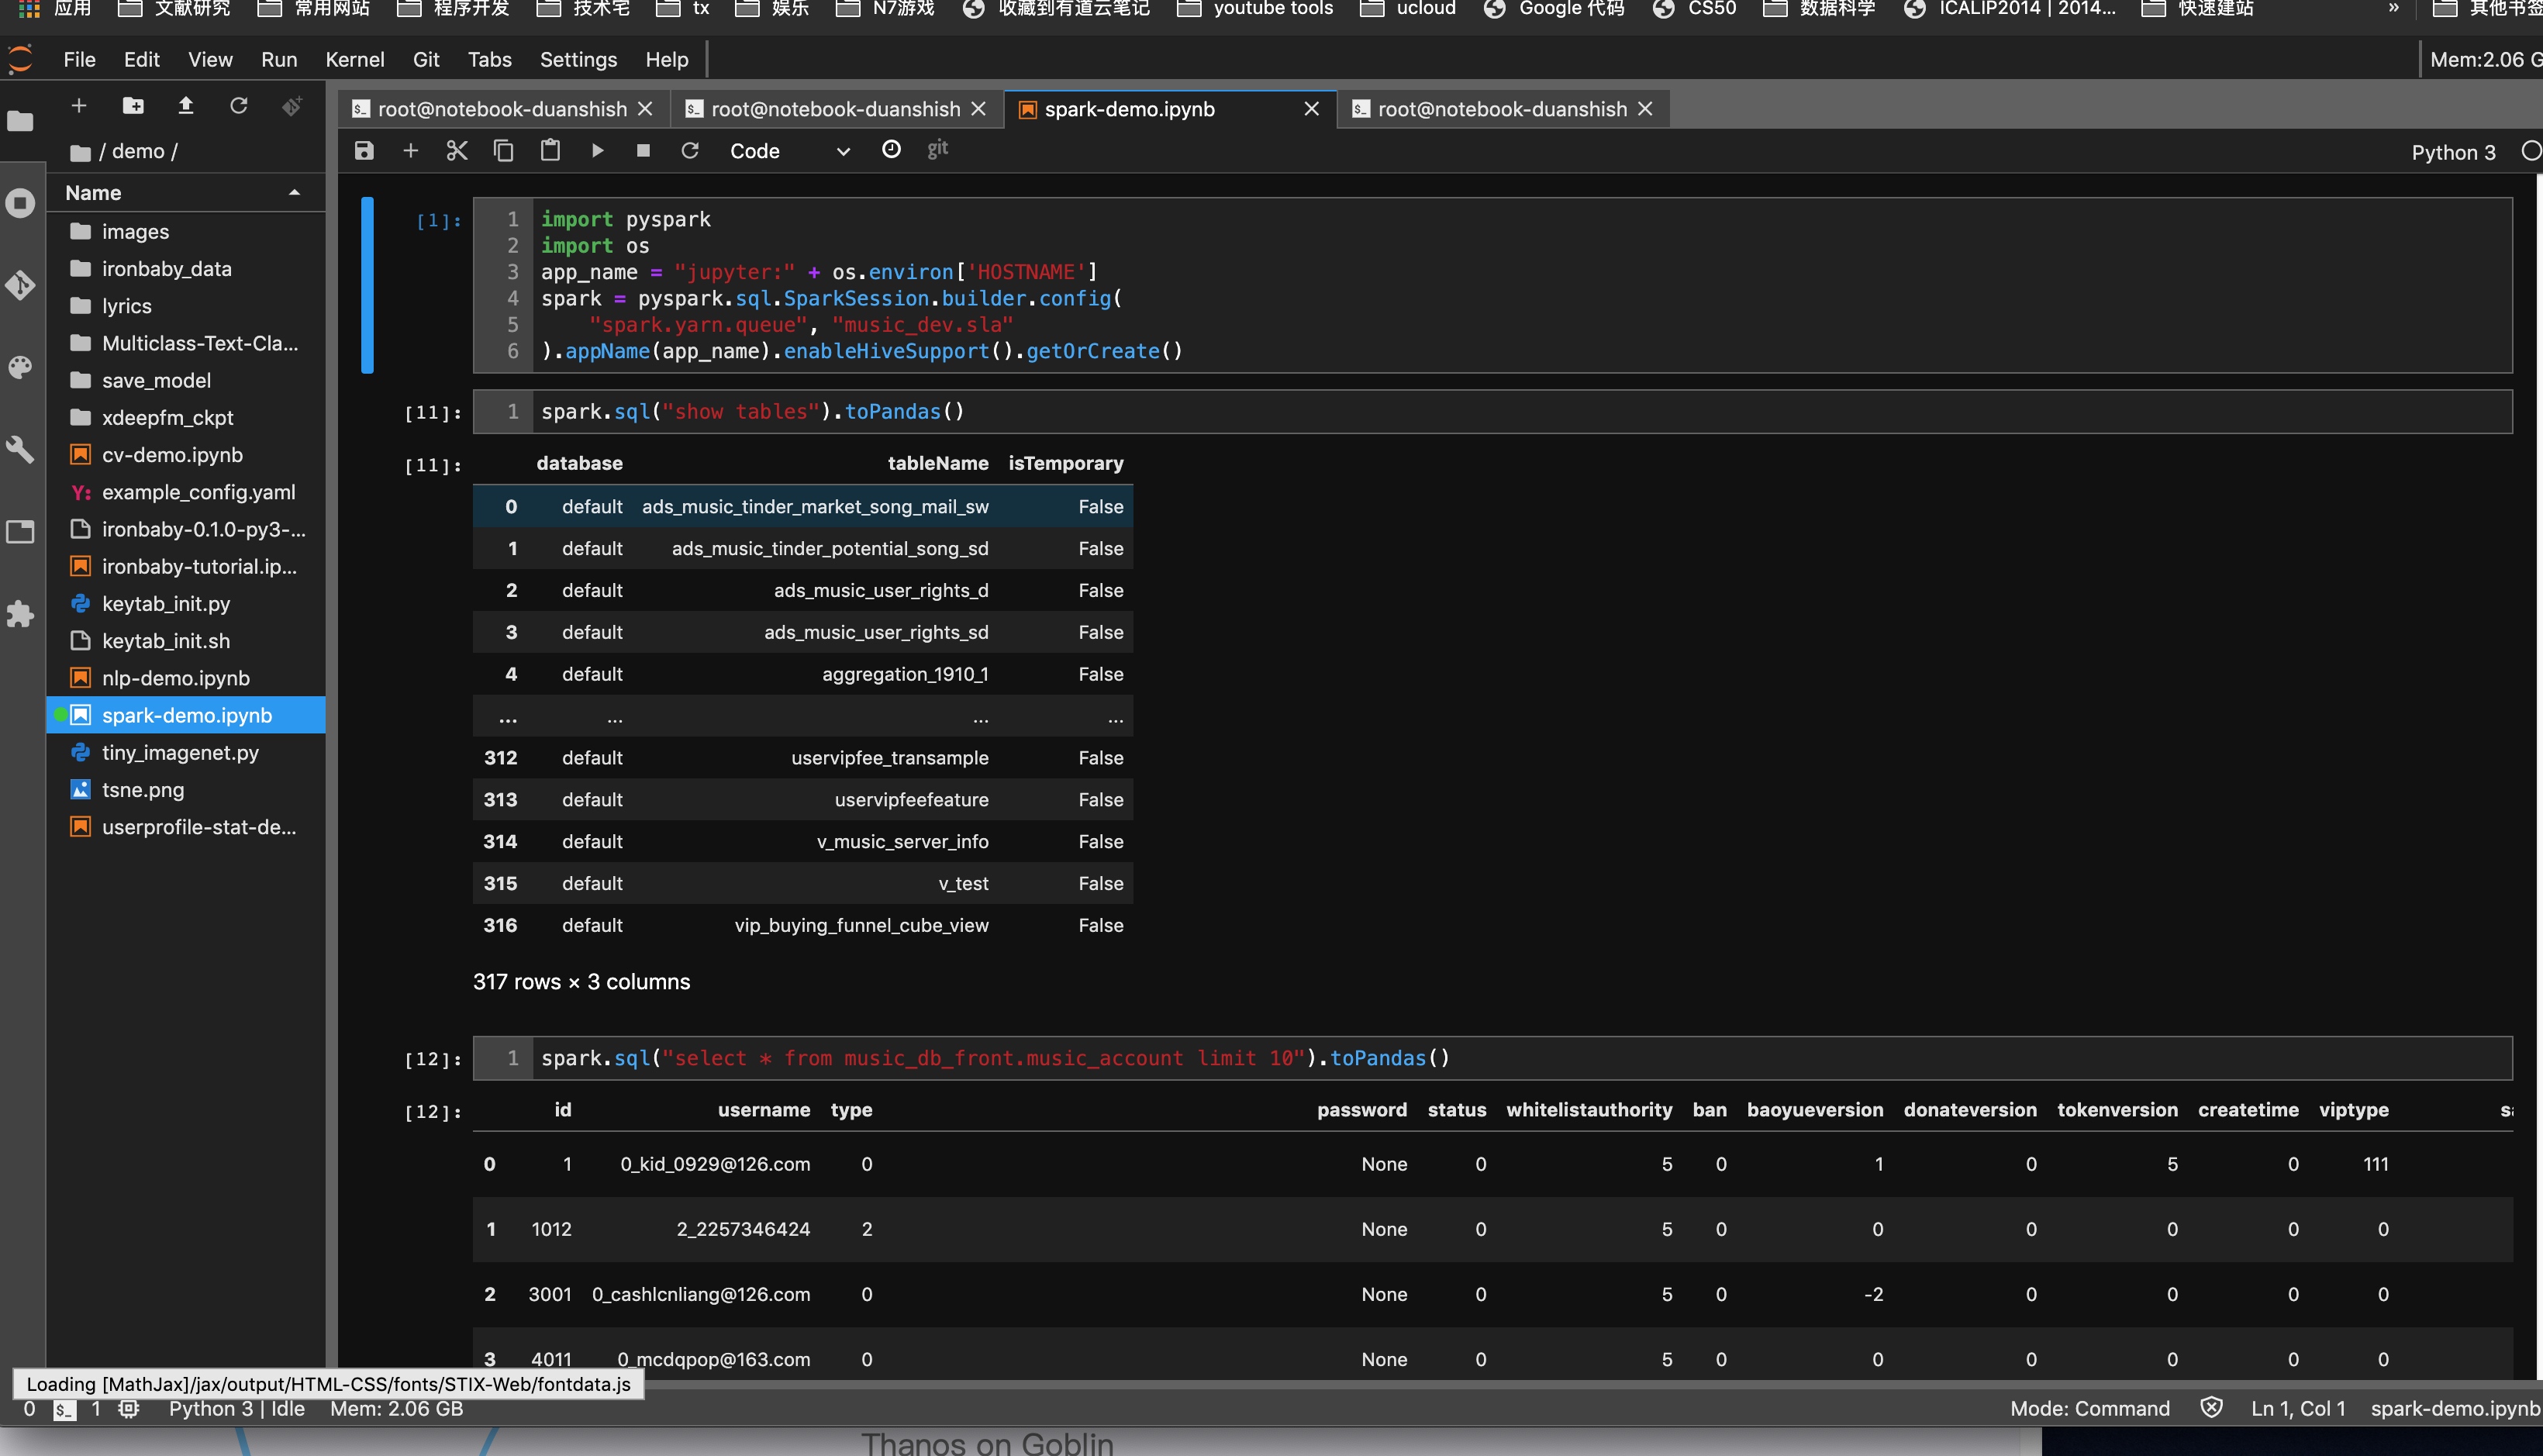 应用 文献研究 常用网站 程序开发 技术宅 tx 娱乐 N7游戏 收藏到有道云笔记 youtube tools ucloud Google 代码 CS50 数据科学 ICALIP2014 | 2014... 快速建站 » 其他书签
File Edit View Run Kernel Git Tabs Settings Help Mem:2.06 G
root@notebook-duanshish root@notebook-duanshish spark-demo.ipynb root@notebook-duanshish
/ demo /
Code git Python 3
Name
images
ironbaby_data
lyrics
Multiclass-Text-Cla...
save_model
xdeepfm_ckpt
cv-demo.ipynb
Y: example_config.yaml
ironbaby-0.1.0-py3-...
ironbaby-tutorial.ip...
keytab_init.py
keytab_init.sh
nlp-demo.ipynb
spark-demo.ipynb
tiny_imagenet.py
tsne.png
userprofile-stat-de...
[1]: 1 import pyspark
2 import os
3 app_name = "jupyter:" + os.environ['HOSTNAME']
4 spark = pyspark.sql.SparkSession.builder.config(
5 "spark.yarn.queue", "music_dev.sla"
6 ).appName(app_name).enableHiveSupport().getOrCreate()
[11]: 1 spark.sql("show tables").toPandas()
[11]: database tableName isTemporary
0 default ads_music_tinder_market_song_mail_sw False
1 default ads_music_tinder_potential_song_sd False
2 default ads_music_user_rights_d False
3 default ads_music_user_rights_sd False
4 default aggregation_1910_1 False
... ... ... ...
312 default uservipfee_transample False
313 default uservipfeefeature False
314 default v_music_server_info False
315 default v_test False
316 default vip_buying_funnel_cube_view False
317 rows × 3 columns
[12]: 1 spark.sql("select * from music_db_front.music_account limit 10").toPandas()
[12]: id username type password status whitelistauthority ban baoyueversion donateversion tokenversion createtime viptype
0 1 0_kid_0929@126.com 0 None 0 5 0 1 0 5 0 111
1 1012 2_2257346424 2 None 0 5 0 0 0 0 0 0
2 3001 0_cashlcnliang@126.com 0 None 0 5 0 -2 0 0 0 0
3 4011 0_mcdqpop@163.com 0 None 0 5 0 0 0 0 0 0
Loading [MathJax]/jax/output/HTML-CSS/fonts/STIX-Web/fontdata.js
0 $_ 1 Python 3 | Idle Mem: 2.06 GB Mode: Command Ln 1, Col 1 spark-demo.ipynb
Thanos on Goblin